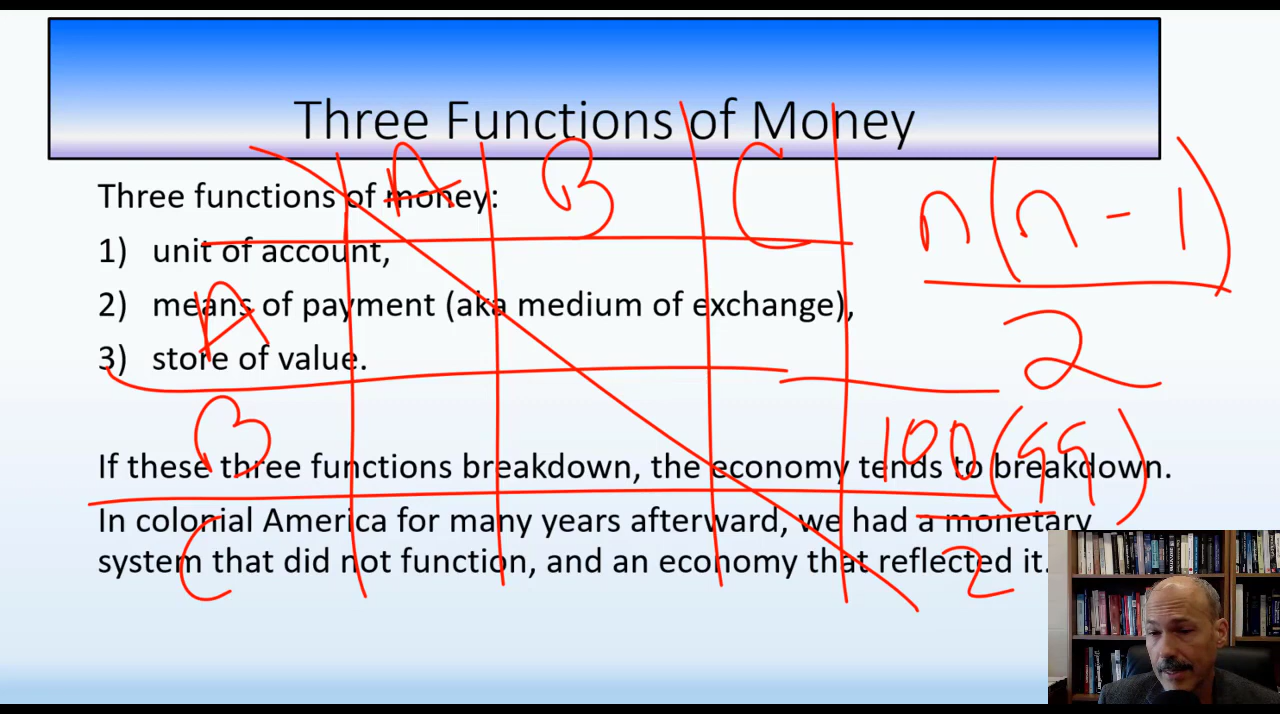 Three Functions of Money
Three functions of money:
1) unit of account,
2) means of payment (aka medium of exchange),
3) store of value.
If these three functions breakdown, the economy tends to breakdown.
In colonial America for many years afterward, we had a monetary
system that did not function, and an economy that reflected it.
A B C
A
B
C
n(n-1)
2
100(99)
2